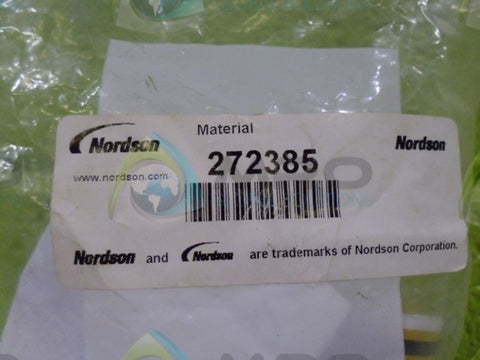 Nordson
Material
Nordson
www.nordson.com
272385
Nordson and Nordson are trademarks of Nordson Corporation.